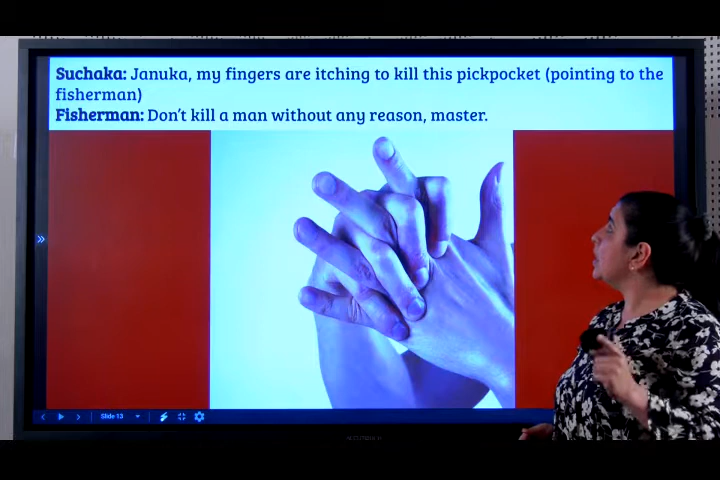 Suchaka: Januka, my fingers are itching to kill this pickpocket (pointing to the
fisherman)
Fisherman: Don't kill a man without any reason, master.
Slide 13